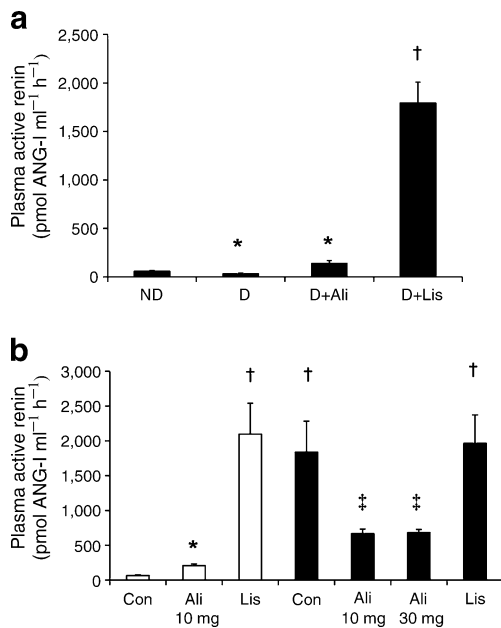 a
Plasma active renin
(pmol ANG-I ml⁻¹ h⁻¹)
2,500
2,000
1,500
1,000
500
0
* * †
ND D D+Ali D+Lis
b
Plasma active renin
(pmol ANG-I ml⁻¹ h⁻¹)
3,000
2,500
2,000
1,500
1,000
500
0
* † † ‡ ‡ †
Con Ali Lis Con Ali Ali Lis
10 mg 10 mg 30 mg